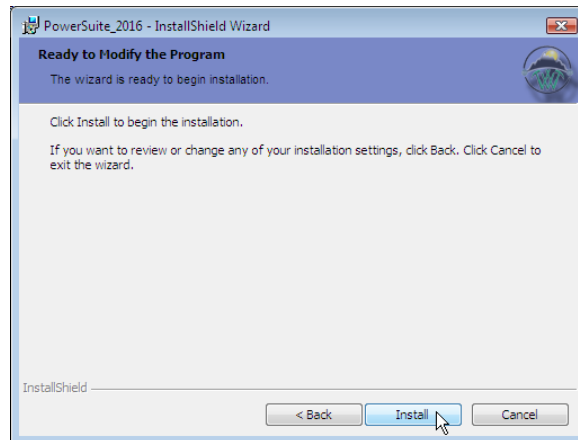 PowerSuite_2016 - InstallShield Wizard
Ready to Modify the Program
The wizard is ready to begin installation.
Click Install to begin the installation.
If you want to review or change any of your installation settings, click Back. Click Cancel to
exit the wizard.
InstallShield
< Back Install Cancel